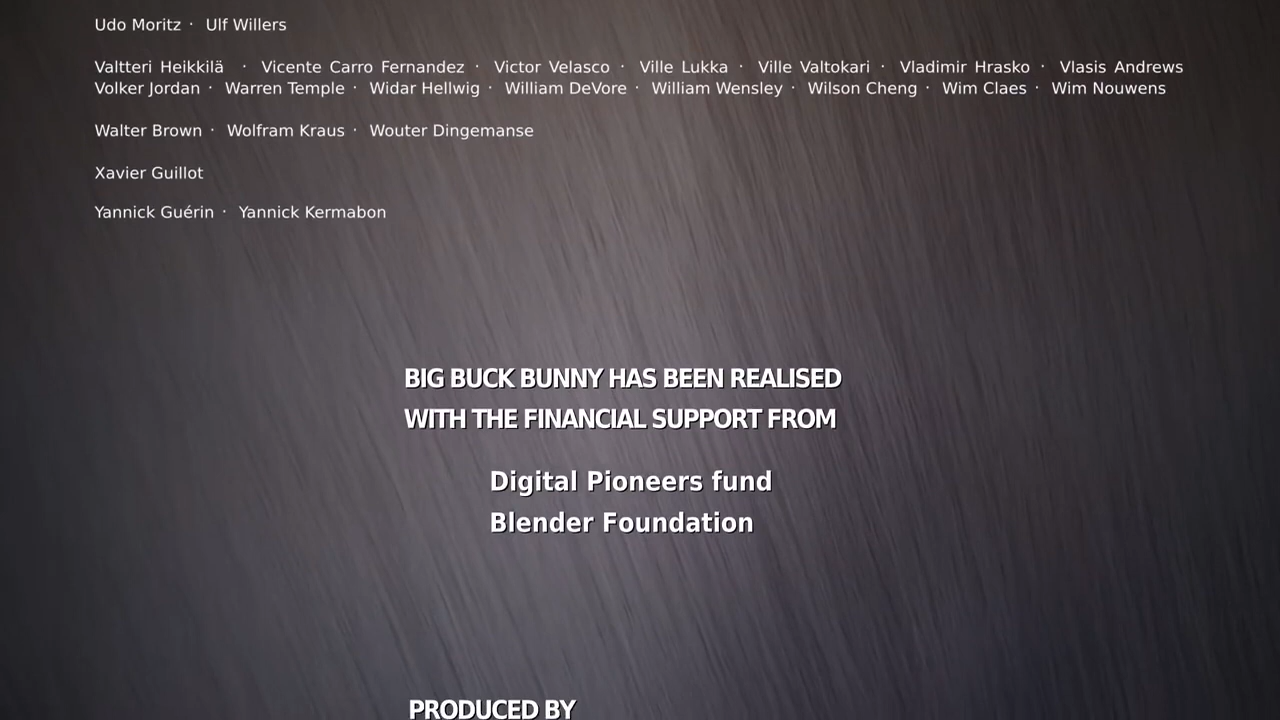 Udo Moritz · Ulf Willers
Valtteri Heikkilä · Vicente Carro Fernandez · Victor Velasco · Ville Lukka · Ville Valtokari · Vladimir Hrasko · Vlasis Andrews
Volker Jordan · Warren Temple · Widar Hellwig · William DeVore · William Wensley · Wilson Cheng · Wim Claes · Wim Nouwens
Walter Brown · Wolfram Kraus · Wouter Dingemanse
Xavier Guillot
Yannick Guérin · Yannick Kermabon
BIG BUCK BUNNY HAS BEEN REALISED
WITH THE FINANCIAL SUPPORT FROM
Digital Pioneers fund
Blender Foundation
PRODUCED BY